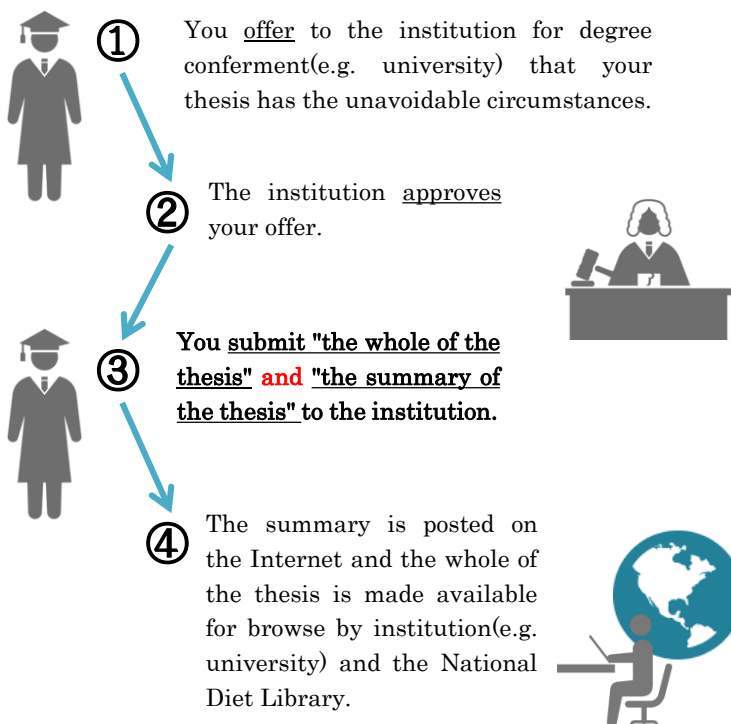 ①
You offer to the institution for degree
conferment(e.g. university) that your
thesis has the unavoidable circumstances.
②
The institution approves
your offer.
③
You submit "the whole of the
thesis" and "the summary of
the thesis" to the institution.
④
The summary is posted on
the Internet and the whole of
the thesis is made available
for browse by institution(e.g.
university) and the National
Diet Library.